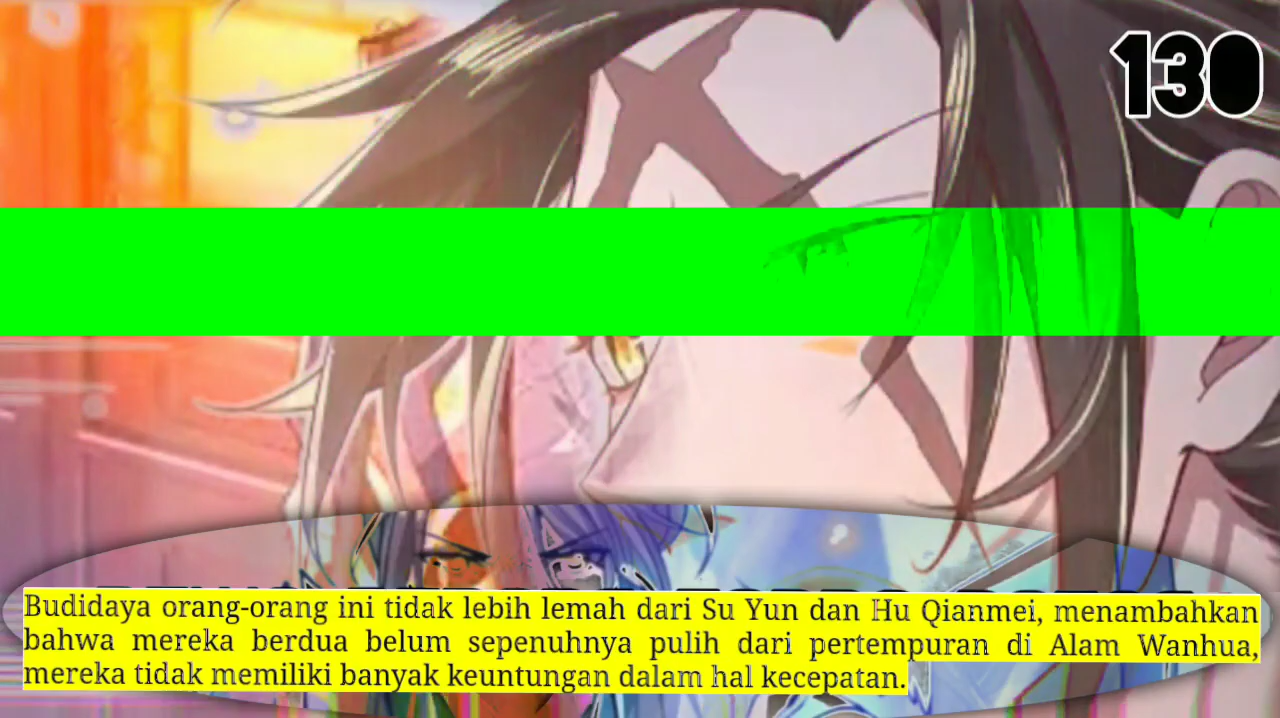 130
Budidaya orang-orang ini tidak lebih lemah dari Su Yun dan Hu Qianmei, menambahkan
bahwa mereka berdua belum sepenuhnya pulih dari pertempuran di Alam Wanhua,
mereka tidak memiliki banyak keuntungan dalam hal kecepatan.